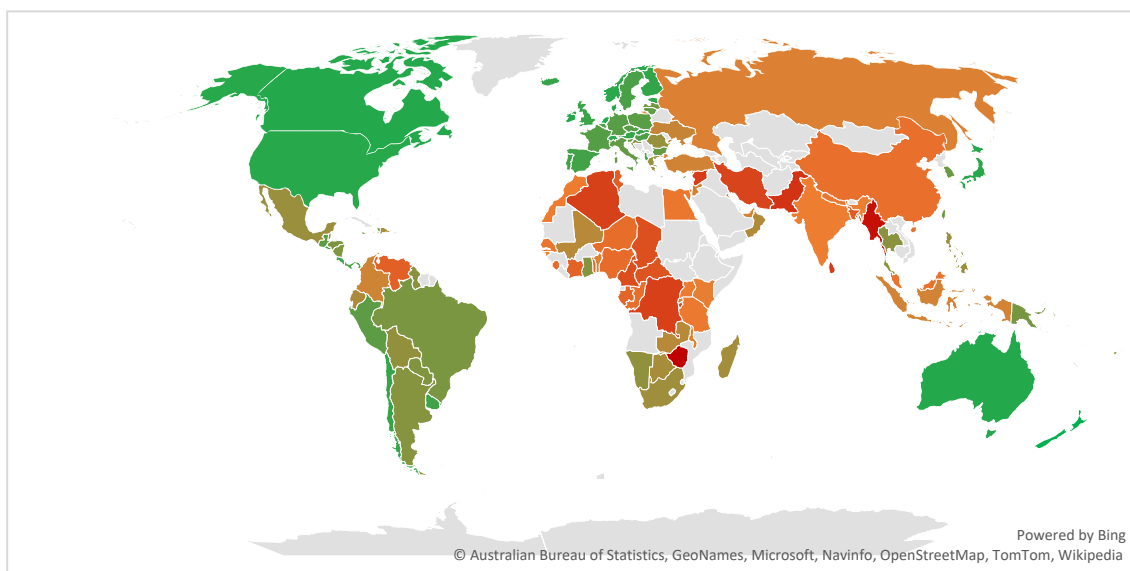 Powered by Bing
© Australian Bureau of Statistics, GeoNames, Microsoft, Navinfo, OpenStreetMap, TomTom, Wikipedia